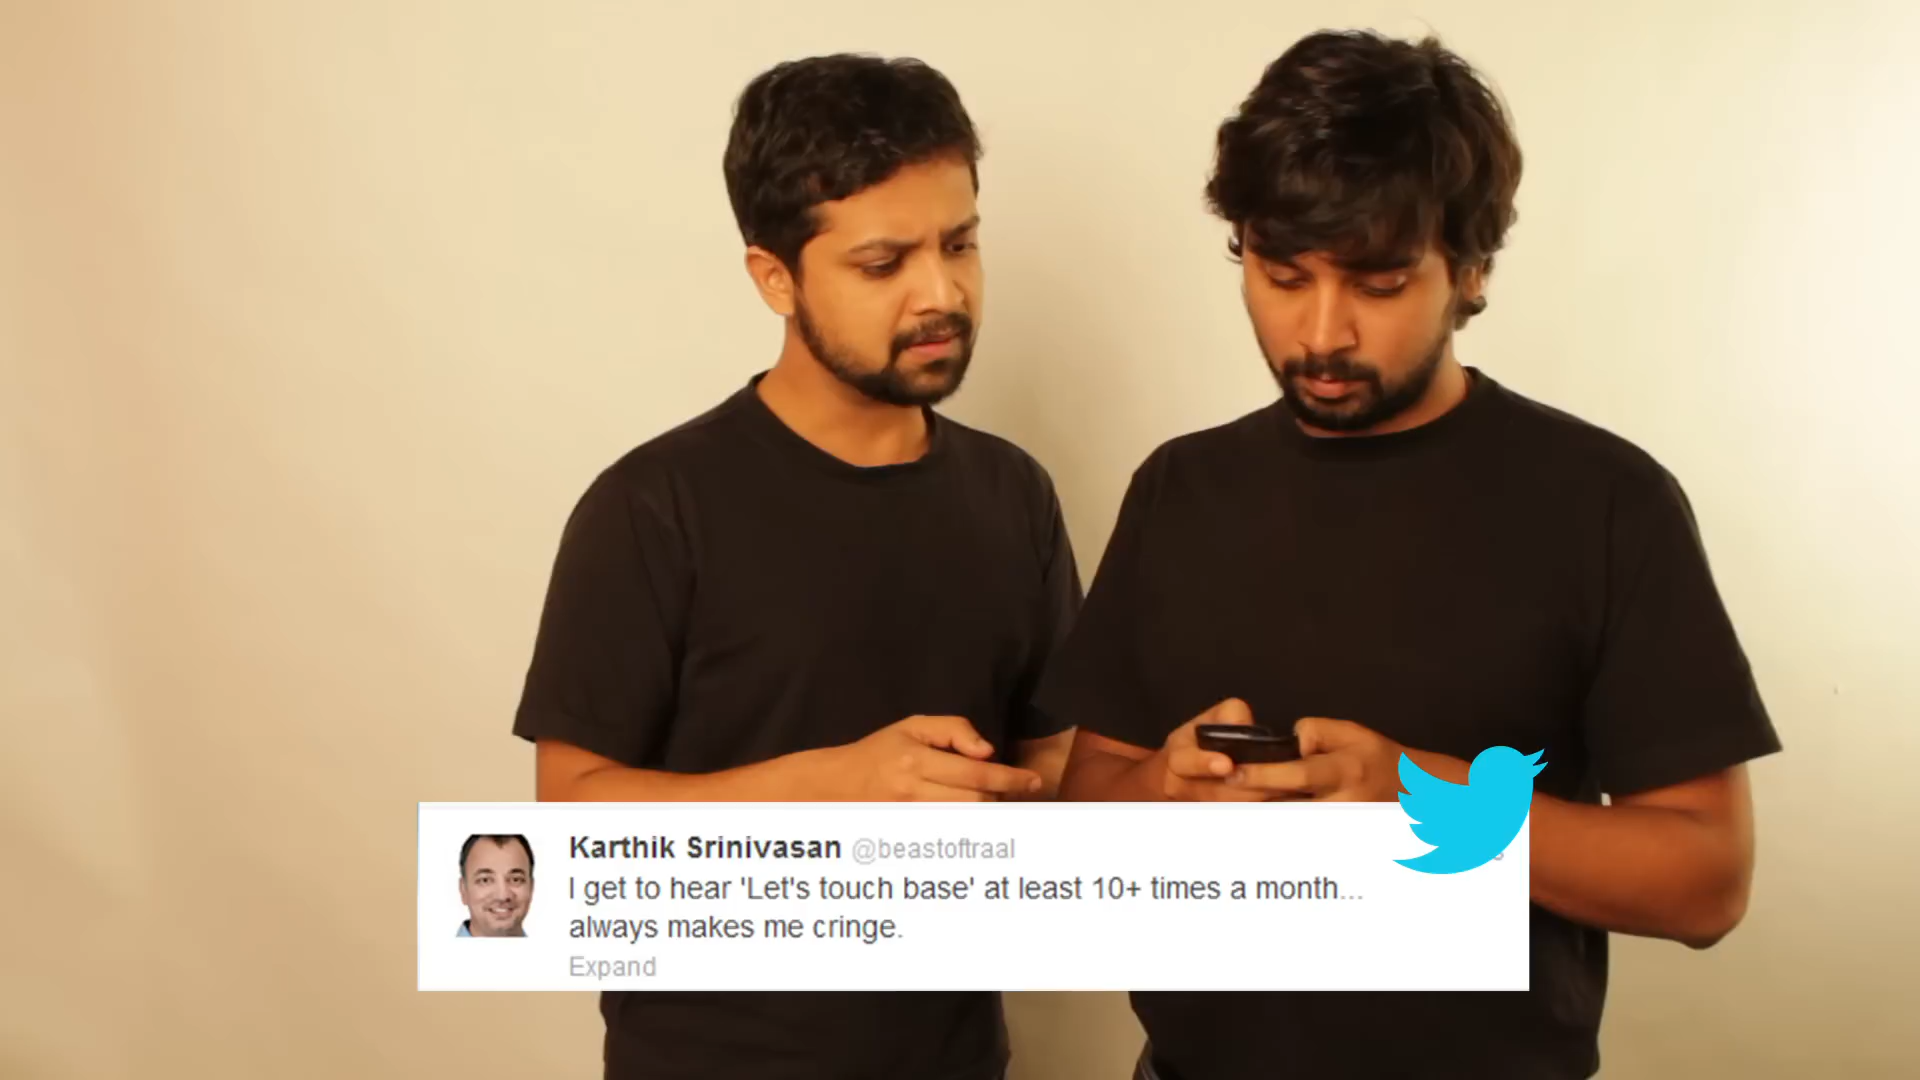 Karthik Srinivasan @beastoftraal
I get to hear 'Let's touch base' at least 10+ times a month...
always makes me cringe.
Expand